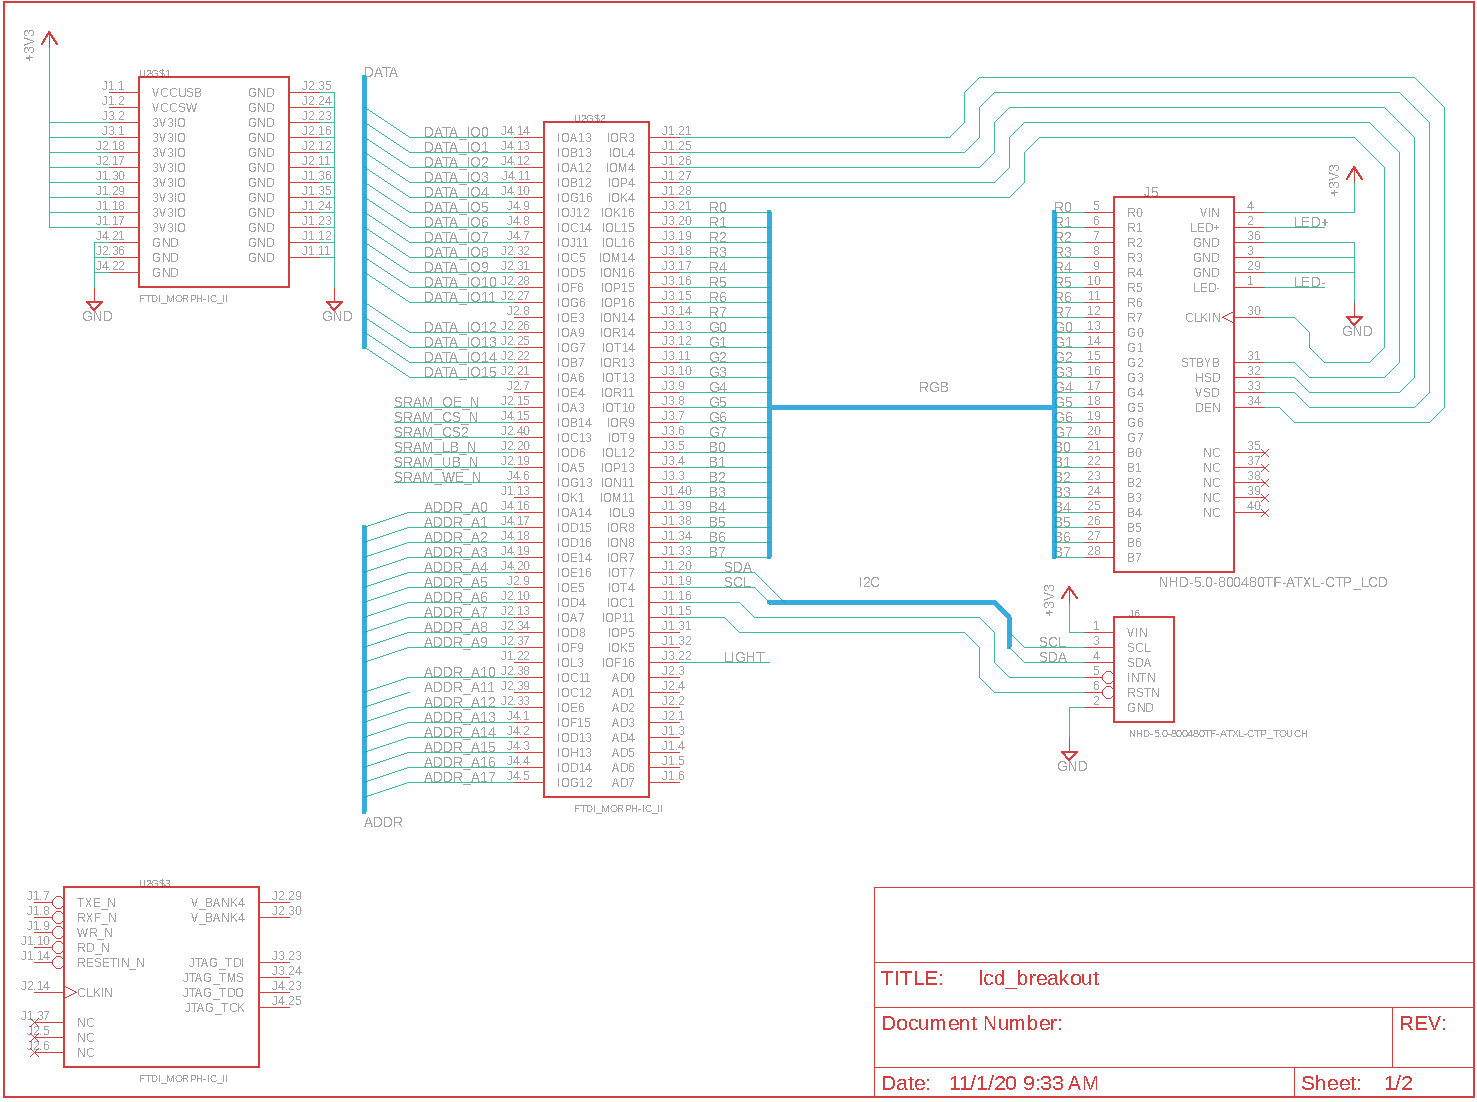 +3V3
U2G$1
J1.1 VCCUSB GND J2.35
J1.2 VCCSW GND J2.24
J3.2 3V3IO GND J2.23
J3.1 3V3IO GND J2.16
J2.18 3V3IO GND J2.12
J2.17 3V3IO GND J2.11
J1.30 3V3IO GND J1.36
J1.29 3V3IO GND J1.35
J1.18 3V3IO GND J1.24
J1.17 3V3IO GND J1.23
J4.21 GND GND J1.12
J2.36 GND GND J1.11
J4.22 GND
FTDI_MORPH-IC_II
GND
GND
DATA
U2G$2
DATA_IO0 J4.14 IOA13 IOR3 J1.21
DATA_IO1 J4.13 IOB13 IOL4 J1.25
DATA_IO2 J4.12 IOA12 IOM4 J1.26
DATA_IO3 J4.11 IOB12 IOP4 J1.27
DATA_IO4 J4.10 IOG16 IOK4 J1.28
DATA_IO5 J4.9 IOJ12 IOK16 J3.21 R0
DATA_IO6 J4.8 IOC14 IOL15 J3.20 R1
DATA_IO7 J4.7 IOJ11 IOL16 J3.19 R2
DATA_IO8 J2.32 IOC5 IOM14 J3.18 R3
DATA_IO9 J2.31 IOD5 ION16 J3.17 R4
DATA_IO10 J2.28 IOF6 IOP15 J3.16 R5
DATA_IO11 J2.27 IOG6 IOP16 J3.15 R6
J2.8 IOE3 ION14 J3.14 R7
DATA_IO12 J2.26 IOA9 IOR14 J3.13 G0
DATA_IO13 J2.25 IOG7 IOT14 J3.12 G1
DATA_IO14 J2.22 IOB7 IOR13 J3.11 G2
DATA_IO15 J2.21 IOA6 IOT13 J3.10 G3
J2.7 IOE4 IOR11 J3.9 G4
SRAM_OE_N J2.15 IOA3 IOT10 J3.8 G5
SRAM_CS_N J4.15 IOB14 IOR9 J3.7 G6
SRAM_CS2 J2.40 IOC13 IOT9 J3.6 G7
SRAM_LB_N J2.20 IOD6 IOL12 J3.5 B0
SRAM_UB_N J2.19 IOA5 IOP13 J3.4 B1
SRAM_WE_N J4.6 IOG13 ION11 J3.3 B2
J1.13 IOK1 IOM11 J1.40 B3
ADDR_A0 J4.16 IOA14 IOL9 J1.39 B4
ADDR_A1 J4.17 IOD15 IOR8 J1.38 B5
ADDR_A2 J4.18 IOD16 ION8 J1.34 B6
ADDR_A3 J4.19 IOE14 IOR7 J1.33 B7
ADDR_A4 J4.20 IOE16 IOT7 J1.20 SDA
ADDR_A5 J2.9 IOE5 IOT4 J1.19 SCL
ADDR_A6 J2.10 IOD4 IOC1 J1.16
ADDR_A7 J2.13 IOA7 IOP11 J1.15
ADDR_A8 J2.34 IOD8 IOP5 J1.31
ADDR_A9 J2.37 IOF9 IOK5 J1.32
J1.22 IOL3 IOF16 J3.22 LIGHT
ADDR_A10 J2.38 IOC11 AD0 J2.3
ADDR_A11 J2.39 IOC12 AD1 J2.4
ADDR_A12 J2.33 IOE6 AD2 J2.2
ADDR_A13 J4.1 IOF15 AD3 J2.1
ADDR_A14 J4.2 IOD13 AD4 J1.3
ADDR_A15 J4.3 IOH13 AD5 J1.4
ADDR_A16 J4.4 IOD14 AD6 J1.5
ADDR_A17 J4.5 IOG12 AD7 J1.6
FTDI_MORPH-IC_II
ADDR
RGB
I2C
+3V3
J5
R0 5 R0 VIN 4
R1 6 R1 LED+ 2 LED+
R2 7 R2 GND 36
R3 8 R3 GND 3
R4 9 R4 GND 29
R5 10 R5 LED- 1 LED-
R6 11 R6
R7 12 R7 CLKIN 30
G0 13 G0
G1 14 G1
G2 15 G2 STBYB 31
G3 16 G3 HSD 32
G4 17 G4 VSD 33
G5 18 G5 DEN 34
G6 19 G6
G7 20 G7
B0 21 B0 NC 35
B1 22 B1 NC 37
B2 23 B2 NC 38
B3 24 B3 NC 39
B4 25 B4 NC 40
B5 26 B5
B6 27 B6
B7 28 B7
GND
NHD-5.0-800480TF-ATXL-CTP_LCD
+3V3
J6
1 VIN
SCL 3 SCL
SDA 4 SDA
5 INTN
6 RSTN
2 GND
NHD-5.0-800480TF-ATXL-CTP_TOUCH
GND
U2G$3
J1.7 TXE_N V_BANK4 J2.29
J1.8 RXF_N V_BANK4 J2.30
J1.9 WR_N
J1.10 RD_N
J1.14 RESETIN_N JTAG_TDI J3.23
JTAG_TMS J3.24
J2.14 CLKIN JTAG_TDO J4.23
JTAG_TCK J4.25
J1.37 NC
J2.5 NC
J2.6 NC
FTDI_MORPH-IC_II
TITLE: lcd_breakout
Document Number:
REV:
Date: 11/1/20 9:33 AM
Sheet: 1/2